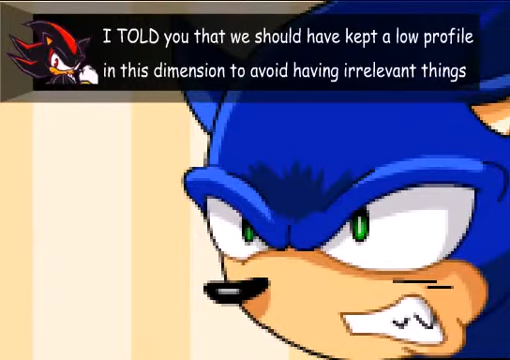 I TOLD you that we should have kept a low profile
in this dimension to avoid having irrelevant things